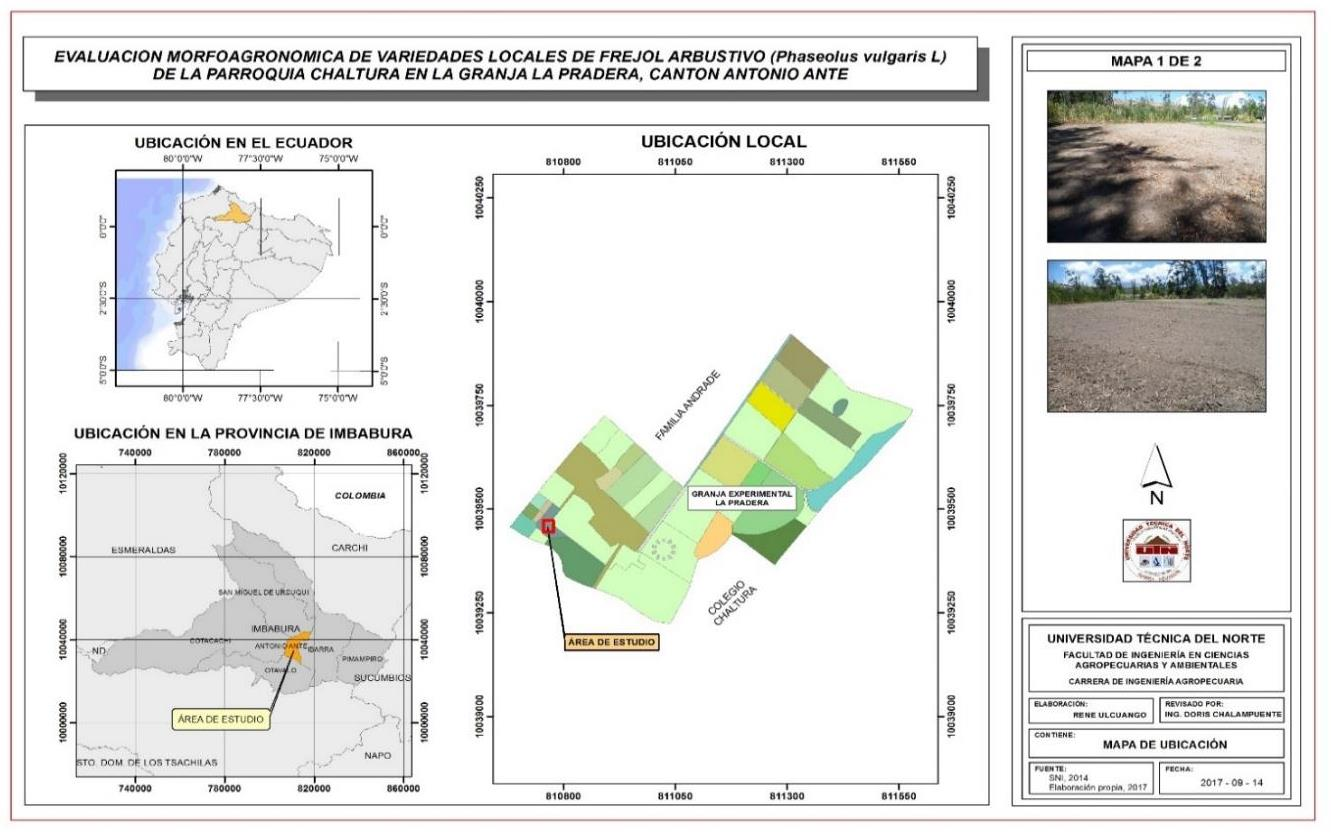 EVALUACION MORFOAGRONOMICA DE VARIEDADES LOCALES DE FREJOL ARBUSTIVO (Phaseolus vulgaris L)
DE LA PARROQUIA CHALTURA EN LA GRANJA LA PRADERA, CANTON ANTONIO ANTE
UBICACIÓN EN EL ECUADOR
80°0'0"W 77°30'0"W 75°0'0"W
0°0'0" 0°0'0"
2°30'0"S 2°30'0"S
5°0'0"S 5°0'0"S
80°0'0"W 77°30'0"W 75°0'0"W
UBICACIÓN EN LA PROVINCIA DE IMBABURA
740000 780000 820000 860000
10120000 10120000
COLOMBIA
ESMERALDAS CARCHI
10080000 10080000
SAN MIGUEL DE URCUQUI
IMBABURA
COTACACHI ANTONIO ANTE IBARRA
10040000 10040000
ND PIMAMPIRO
OTAVALO SUCUMBIOS
ÁREA DE ESTUDIO
10000000 10000000
NAPO
STO. DOM. DE LOS TSACHILAS
740000 780000 820000 860000
UBICACIÓN LOCAL
810800 811050 811300 811550
10040250 10040250
10040000 10040000
10039750 10039750
FAMILIA ANDRADE
GRANJA EXPERIMENTAL
LA PRADERA
10039500 10039500
COLEGIO
CHALTURA
10039250 10039250
ÁREA DE ESTUDIO
10039000 10039000
810800 811050 811300 811550
MAPA 1 DE 2
N
UNIVERSIDAD TÉCNICA DEL NORTE
UTN
UNIVERSIDAD TÉCNICA DEL NORTE
FACULTAD DE INGENIERÍA EN CIENCIAS
AGROPECUARIAS Y AMBIENTALES
CARRERA DE INGENIERÍA AGROPECUARIA
ELABORACIÓN:
RENE ULCUANGO
REVISADO POR:
ING. DORIS CHALAMPUENTE
CONTIENE:
MAPA DE UBICACIÓN
FUENTE:
SNI, 2014
Elaboración propia, 2017
FECHA:
2017 - 09 - 14